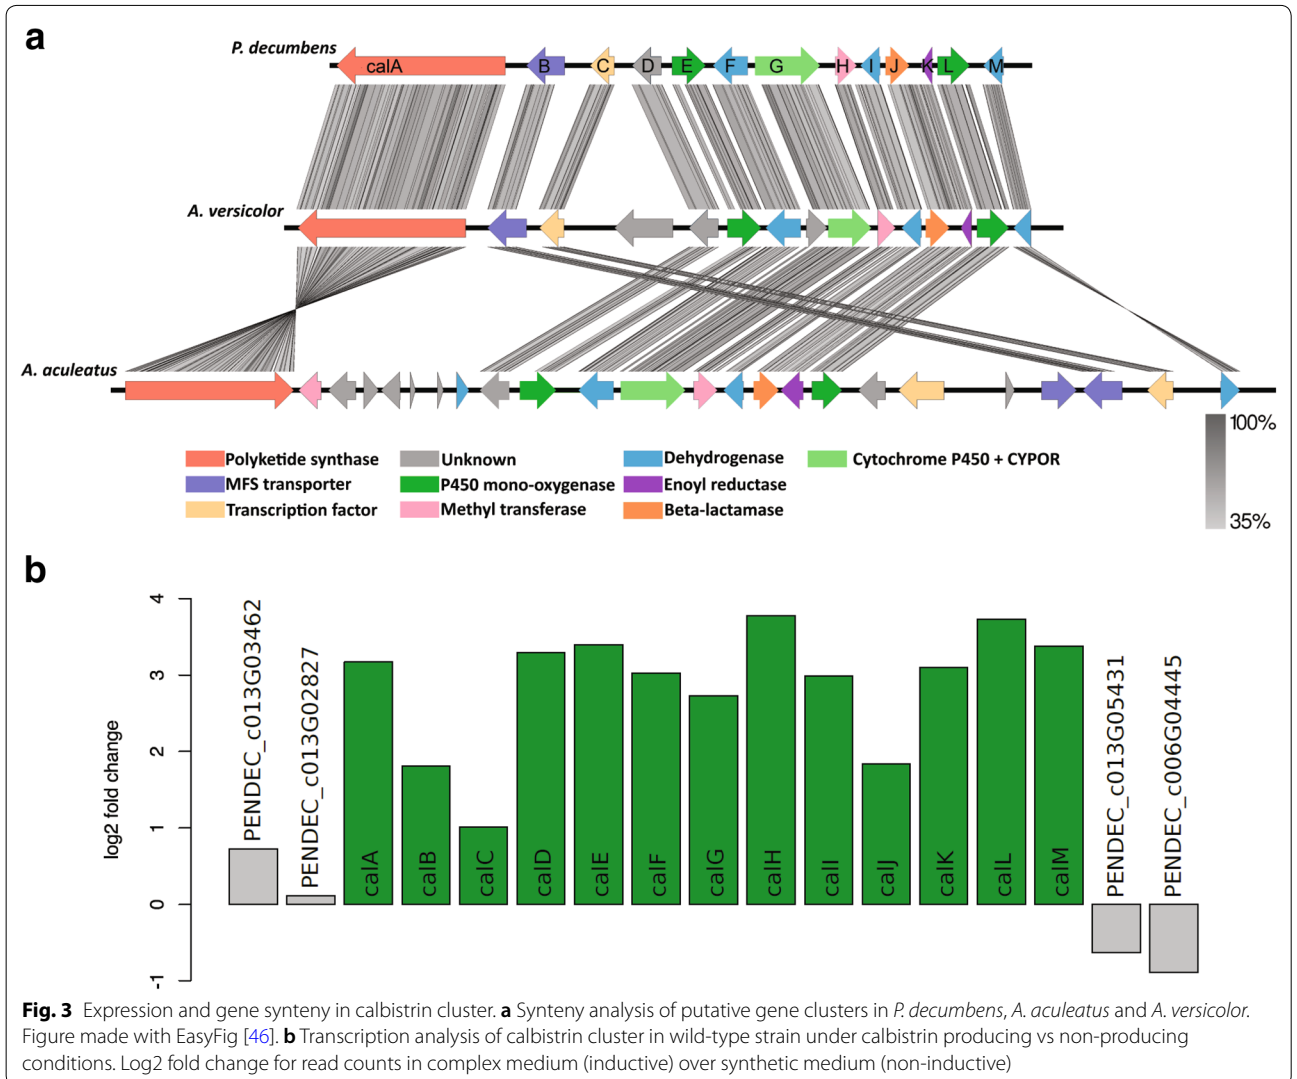 a
P. decumbens
calA B C D E F G H I J K L M
A. versicolor
A. aculeatus
100%
35%
Polyketide synthase
MFS transporter
Transcription factor
Unknown
P450 mono-oxygenase
Methyl transferase
Dehydrogenase
Enoyl reductase
Beta-lactamase
Cytochrome P450 + CYPOR
b
log2 fold change
4
3
2
1
0
-1
PENDEC_c013G03462
PENDEC_c013G02827
calA
calB
calC
calD
calE
calF
calG
calH
calI
calJ
calK
calL
calM
PENDEC_c013G05431
PENDEC_c006G04445
Fig. 3 Expression and gene synteny in calbistrin cluster. a Synteny analysis of putative gene clusters in P. decumbens, A. aculeatus and A. versicolor.
Figure made with EasyFig [46]. b Transcription analysis of calbistrin cluster in wild-type strain under calbistrin producing vs non-producing
conditions. Log2 fold change for read counts in complex medium (inductive) over synthetic medium (non-inductive)